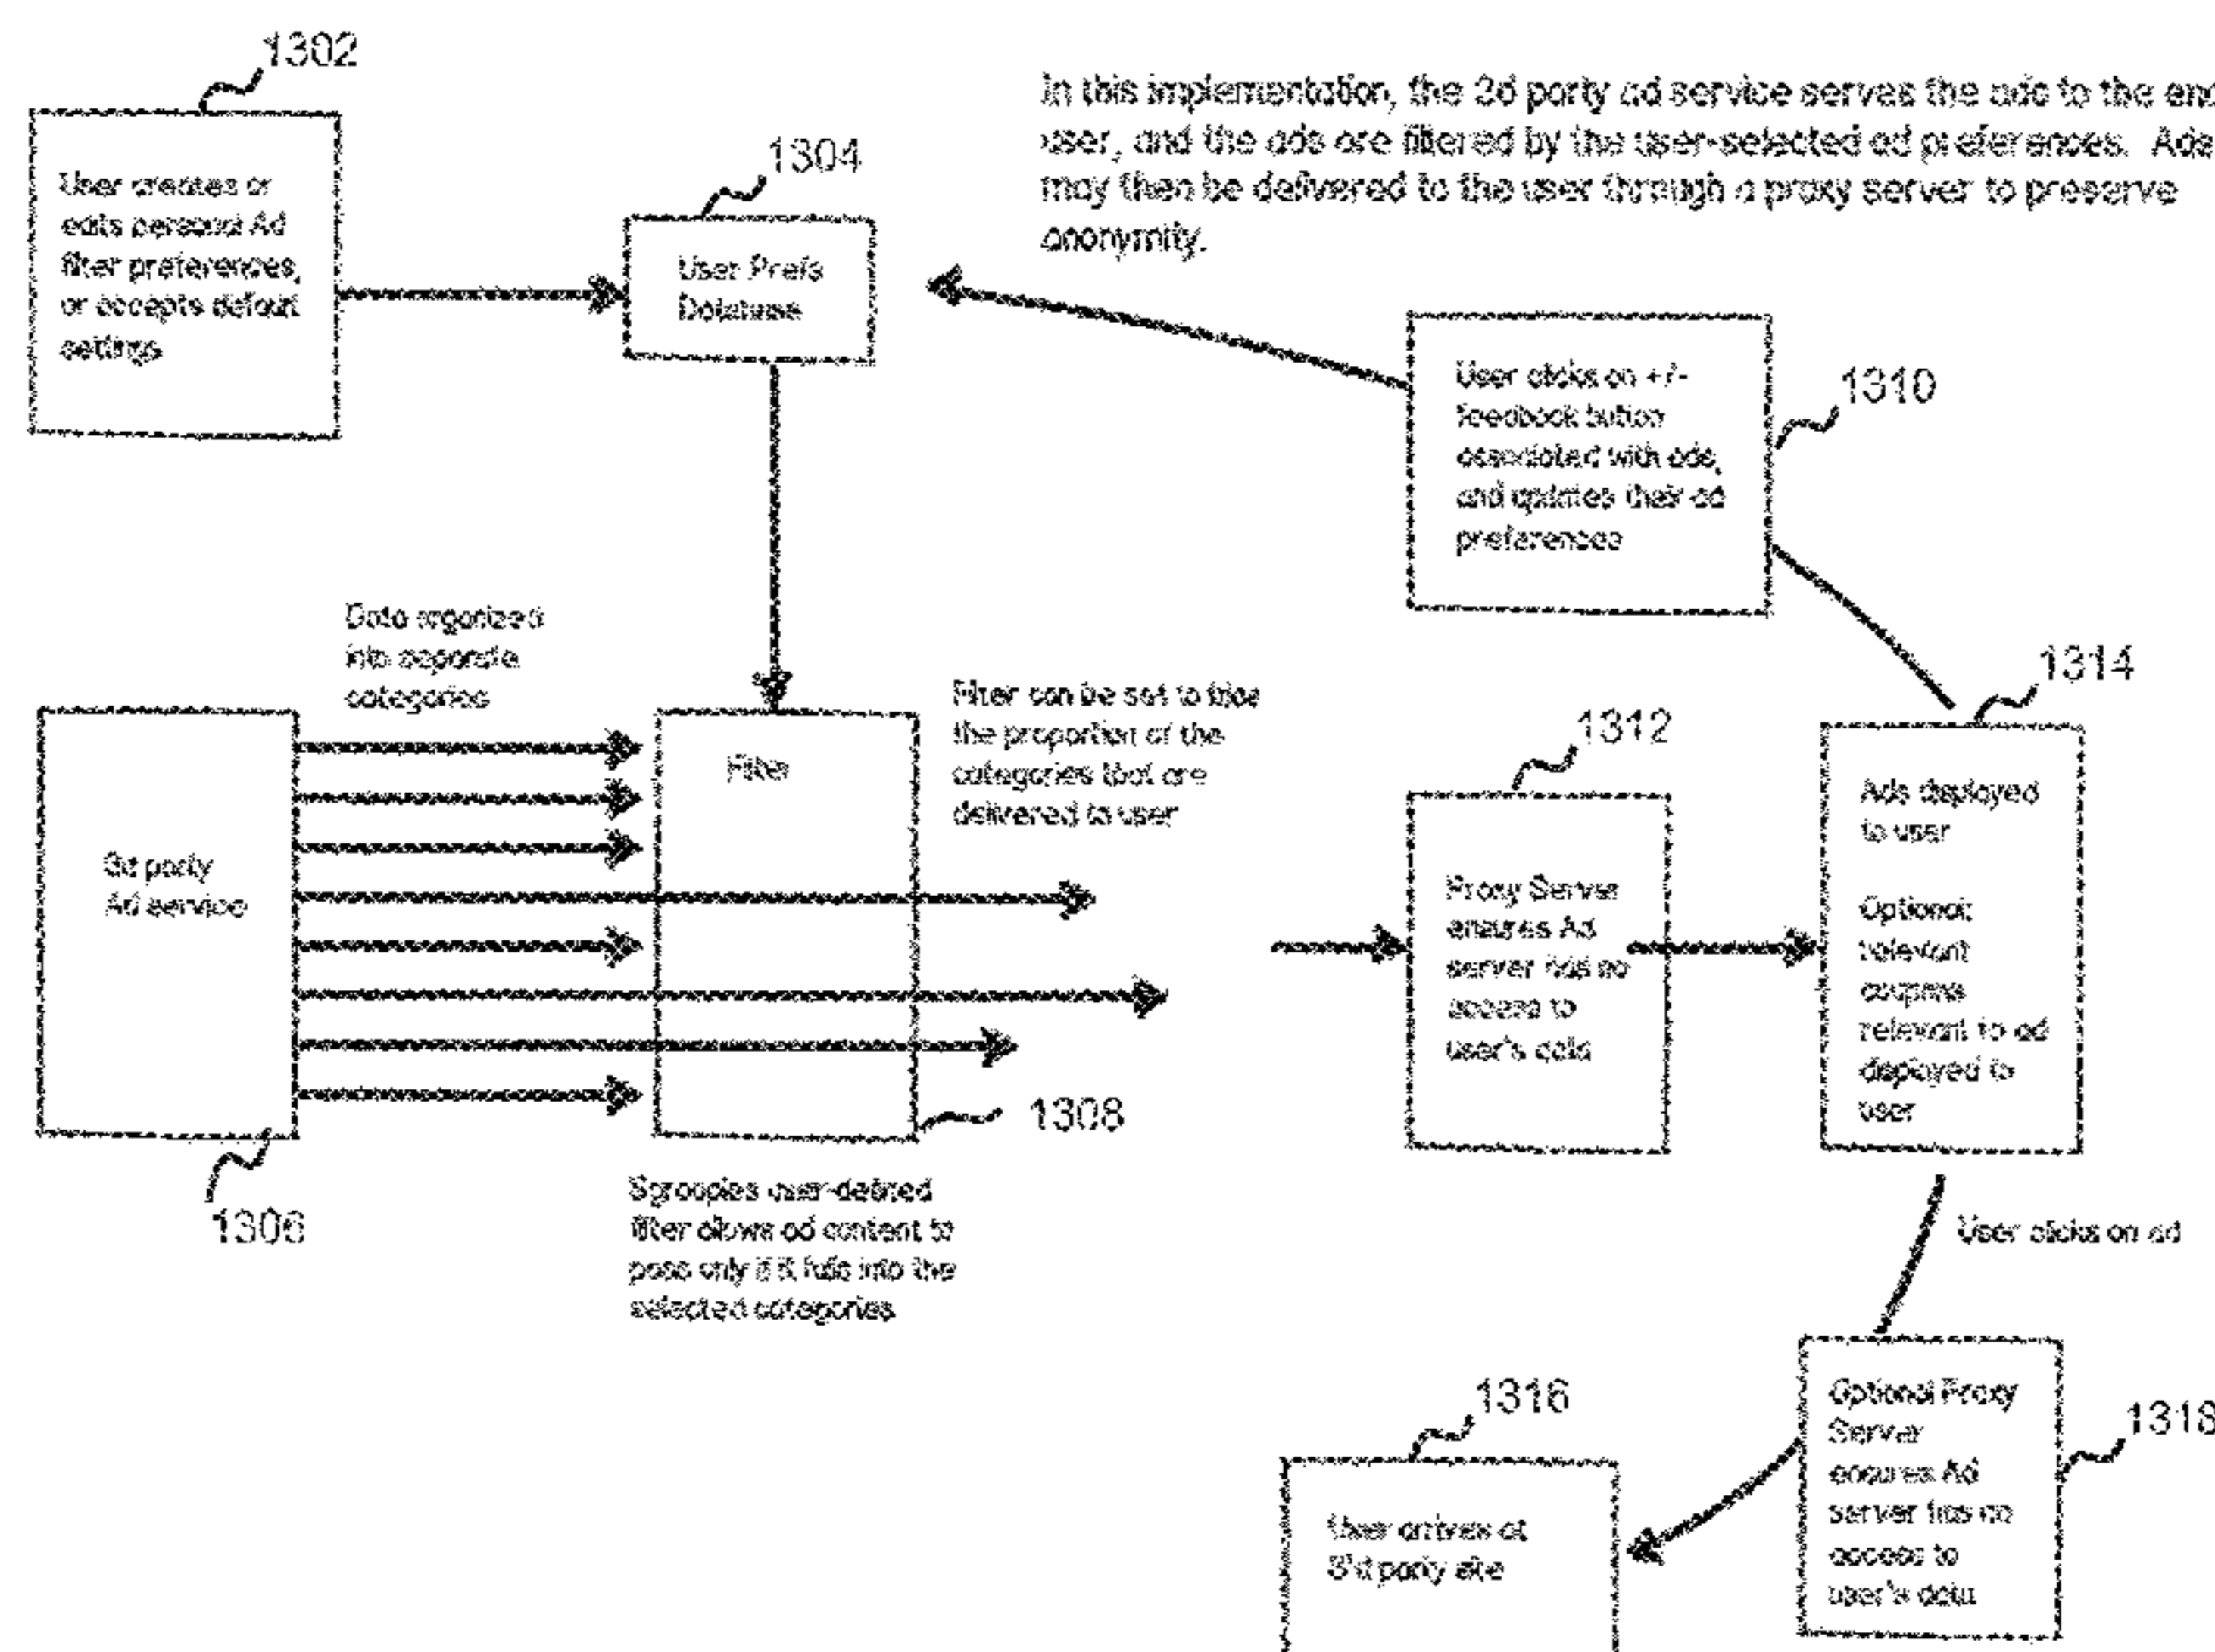 1302
User creates or
edits personal Ad
filter preferences,
or accepts default
settings
1304
User Prefs
Database
In this implementation, the 3d party ad service serves the ads to the end
user, and the ads are filtered by the user-selected ad preferences. Ads
may then be delivered to the user through a proxy server to preserve
anonymity.
User clicks on +/-
feedback button
associated with ads,
and updates their ad
preferences
1310
Data organized
into separate
categories
3d party
Ad service
1306
Filter
1308
Filter can be set to bias
the proportion of the
categories that are
delivered to user
Sgrouples user-defined
filter allows ad content to
pass only if it falls into the
selected categories
1312
Proxy Server
ensures Ad
server has no
access to
user's data
1314
Ads displayed
to user
Optional:
relevant
coupons
relevant to ad
displayed to
user
User clicks on ad
1316
User arrives at
3'd party site
Optional Proxy
Server
ensures Ad
server has no
access to
user's data
1318